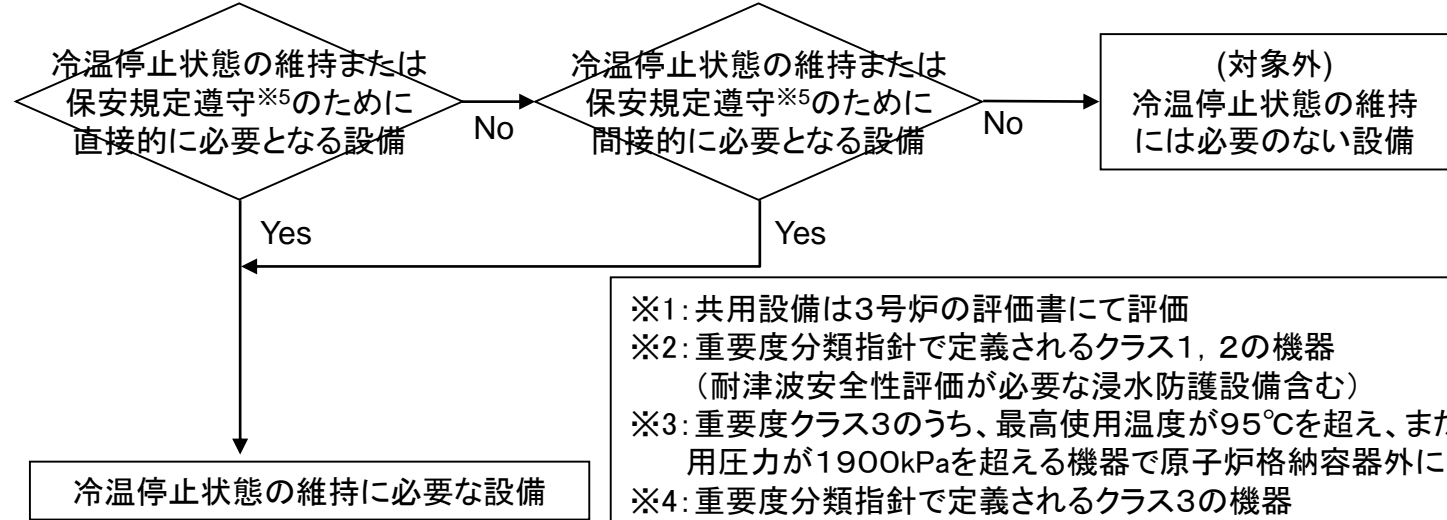 冷温停止状態の維持または
保安規定遵守※5のために
直接的に必要となる設備
No
冷温停止状態の維持または
保安規定遵守※5のために
間接的に必要となる設備
No
(対象外)
冷温停止状態の維持
には必要のない設備
Yes
Yes
冷温停止状態の維持に必要な設備
※1:共用設備は3号炉の評価書にて評価
※2:重要度分類指針で定義されるクラス1,2の機器
(耐津波安全性評価が必要な浸水防護設備含む)
※3:重要度クラス3のうち、最高使用温度が95℃を超え、また
用圧力が1900kPaを超える機器で原子炉格納容器外に
※4:重要度分類指針で定義されるクラス3の機器